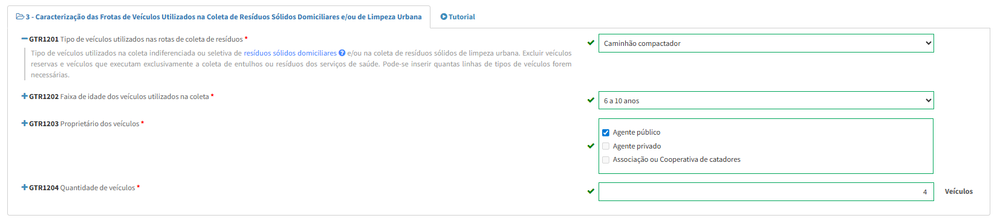 3 - Caracterização das Frotas de Veículos Utilizados na Coleta de Resíduos Sólidos Domiciliares e/ou de Limpeza Urbana
Tutorial
GTR1201 Tipo de veículos utilizados nas rotas de coleta de resíduos *
Caminhão compactador
Tipo de veículos utilizados na coleta indiferenciada ou seletiva de resíduos sólidos domiciliares ? e/ou na coleta de resíduos sólidos de limpeza urbana. Excluir veículos
reservas e veículos que executam exclusivamente a coleta de entulhos ou resíduos dos serviços de saúde. Pode-se inserir quantas linhas de tipos de veículos forem
necessárias.
GTR1202 Faixa de idade dos veículos utilizados na coleta *
6 a 10 anos
GTR1203 Proprietário dos veículos *
Agente público
Agente privado
Associação ou Cooperativa de catadores
GTR1204 Quantidade de veículos *
4 Veículos